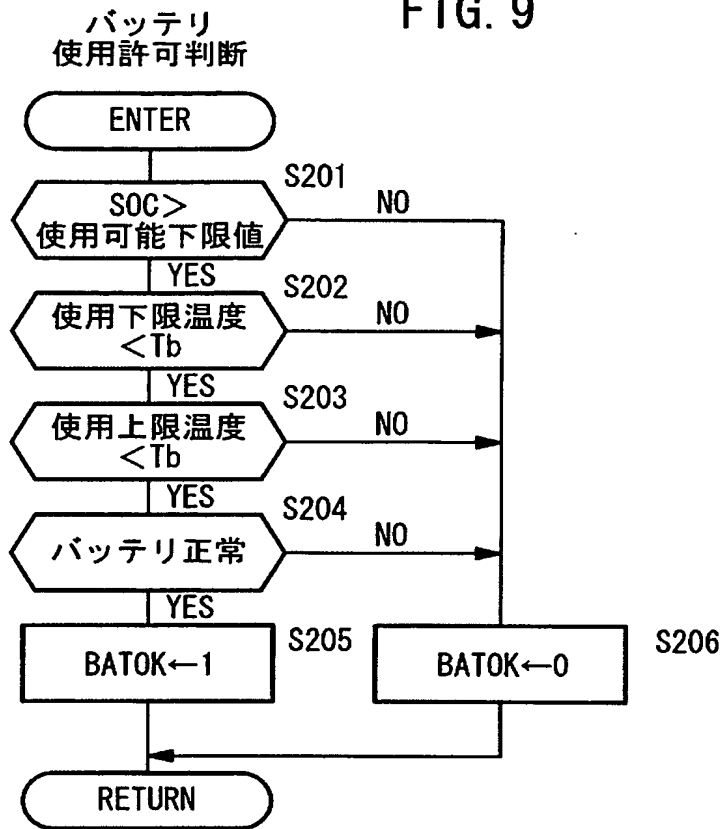 FIG. 9
バッテリ
使用許可判断
ENTER
S201
SOC>
使用可能下限値
NO
YES
S202
使用下限温度
<Tb
NO
YES
S203
使用上限温度
<Tb
NO
YES
S204
バッテリ正常
NO
YES
BATOK←1
S205
BATOK←0
S206
RETURN